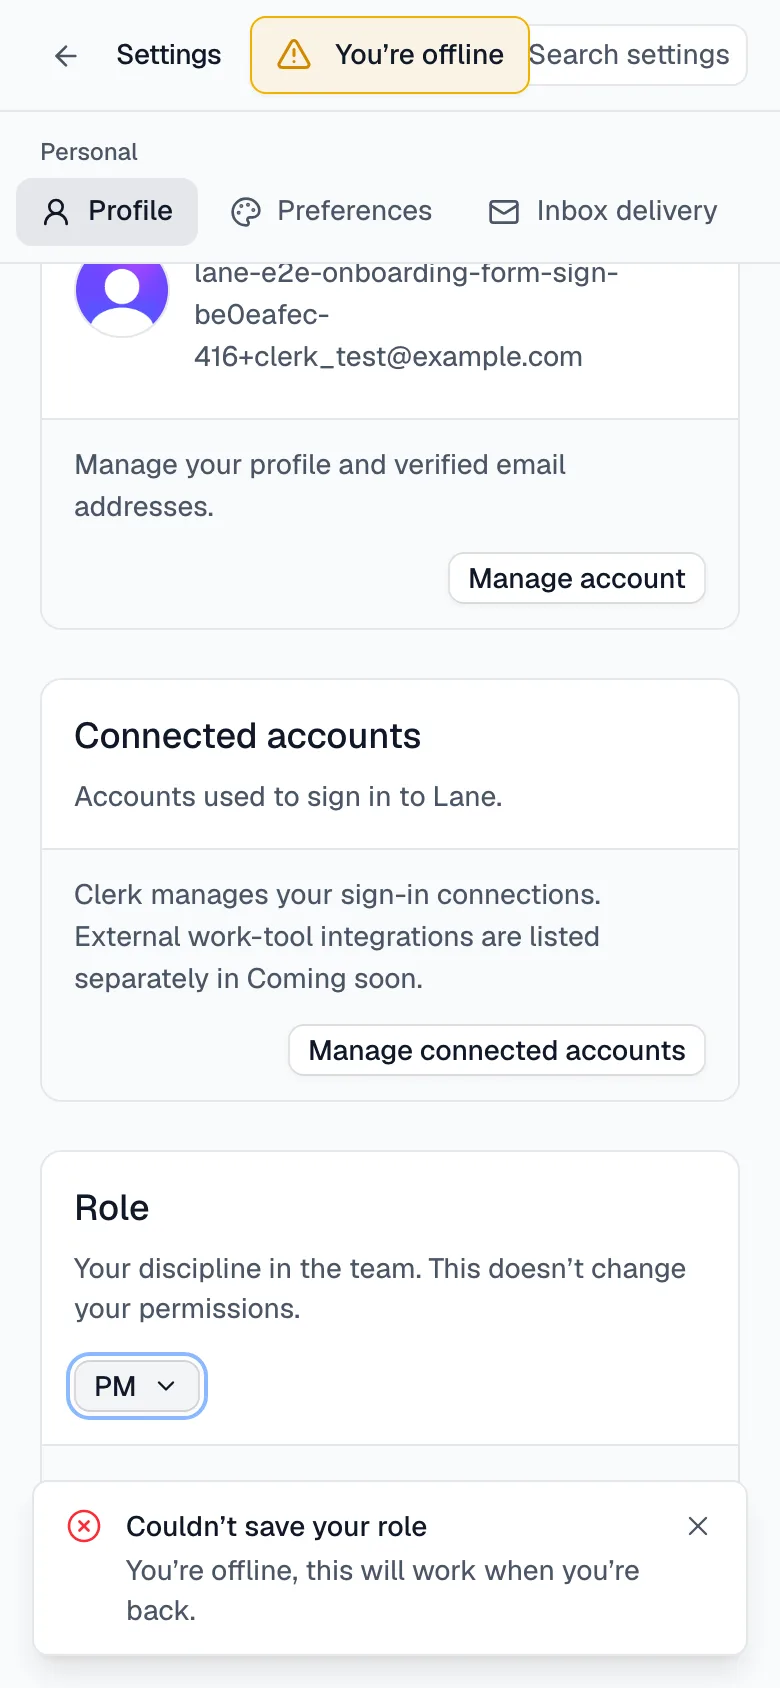 Settings
You’re offline
Search settings
Personal
Profile
Preferences
Inbox delivery
lane-e2e-onboarding-form-sign-
be0eafec-
416+clerk_test@example.com
Manage your profile and verified email
addresses.
Manage account
Connected accounts
Accounts used to sign in to Lane.
Clerk manages your sign-in connections.
External work-tool integrations are listed
separately in Coming soon.
Manage connected accounts
Role
Your discipline in the team. This doesn’t change
your permissions.
PM
Couldn’t save your role
You’re offline, this will work when you’re
back.